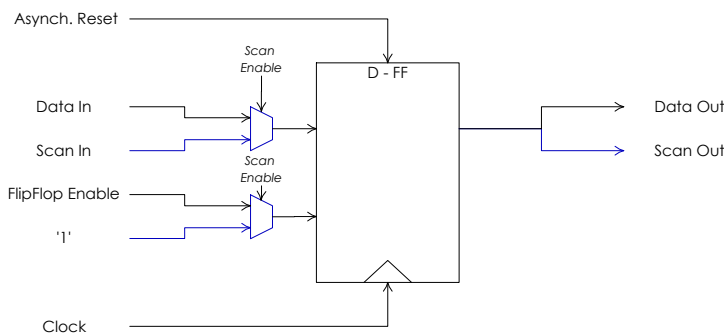 Asynch. Reset
Scan
Enable
D - FF
Data In
Data Out
Scan In
Scan Out
Scan
Enable
FlipFlop Enable
'1'
Clock